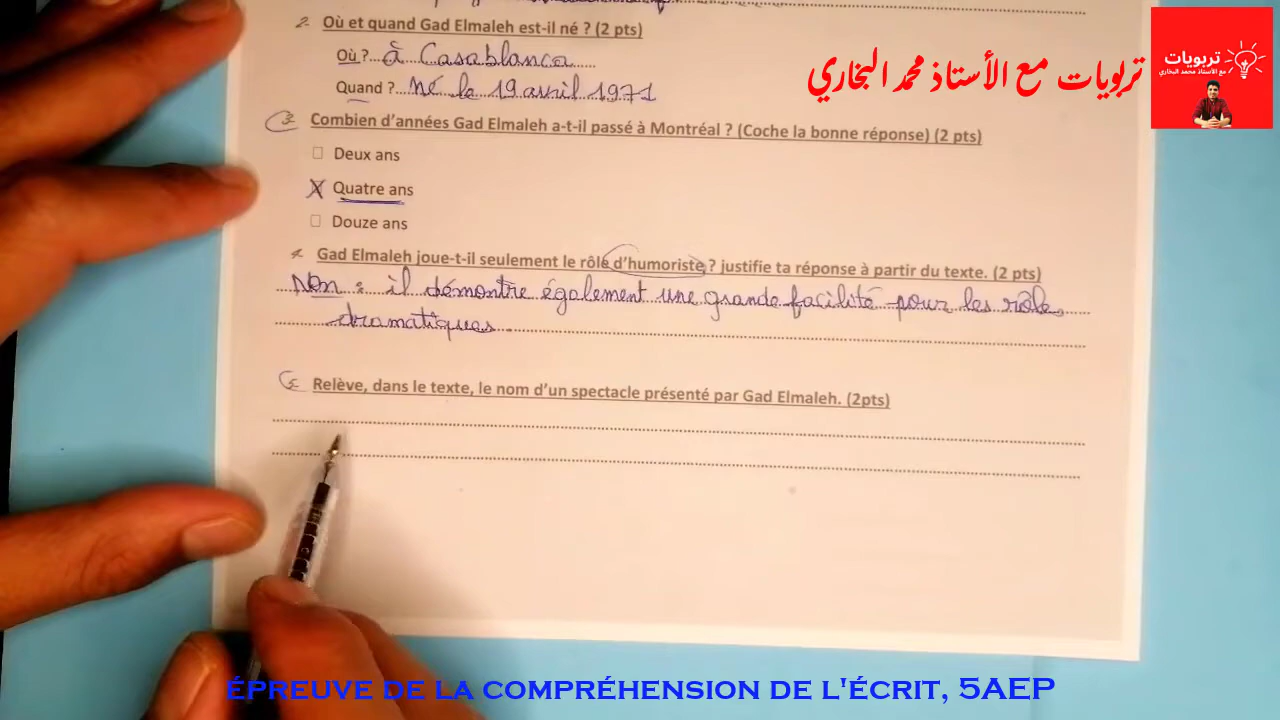 2. Où et quand Gad Elmaleh est-il né ? (2 pts)
Où ?...à Casablanca
Quand ?...Né le 19 avril 1971
3. Combien d'années Gad Elmaleh a-t-il passé à Montréal ? (Coche la bonne réponse) (2 pts)
Deux ans
X Quatre ans
Douze ans
4. Gad Elmaleh joue-t-il seulement le rôle d'humoriste ? justifie ta réponse à partir du texte. (2 pts)
Non : il démontre également une grande facilité pour les rôles
dramatiques.
5. Relève, dans le texte, le nom d'un spectacle présenté par Gad Elmaleh. (2pts)
تربويات مع الأستاذ محمد البخاري
تربويات
مع الأستاذ محمد البخاري
ÉPREUVE DE LA COMPRÉHENSION DE L'ÉCRIT, 5AEP